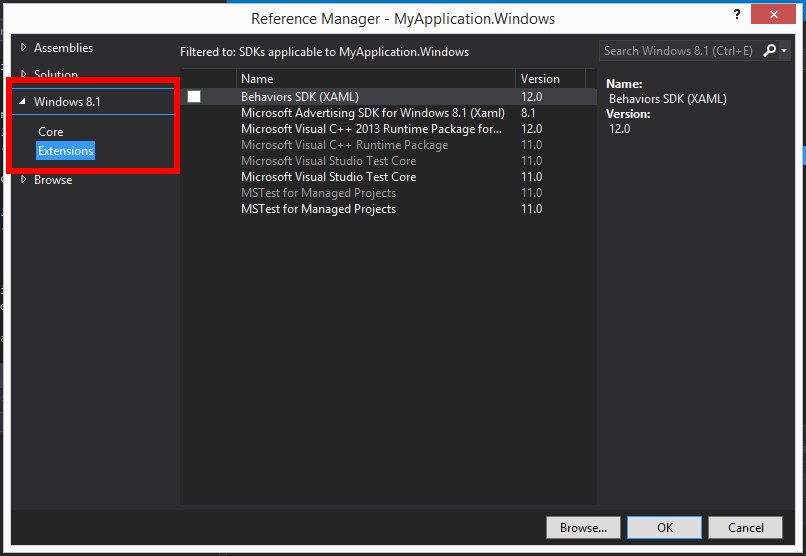 Reference Manager - MyApplication.Windows
?
Assemblies
Solution
Windows 8.1
Core
Extensions
Browse
Filtered to: SDKs applicable to MyApplication.Windows
Search Windows 8.1 (Ctrl+E)
Name Version
Behaviors SDK (XAML) 12.0
Microsoft Advertising SDK for Windows 8.1 (Xaml) 8.1
Microsoft Visual C++ 2013 Runtime Package for... 12.0
Microsoft Visual C++ Runtime Package 11.0
Microsoft Visual Studio Test Core 11.0
Microsoft Visual Studio Test Core 11.0
MSTest for Managed Projects 11.0
MSTest for Managed Projects 11.0
Name:
Behaviors SDK (XAML)
Version:
12.0
Browse... OK Cancel